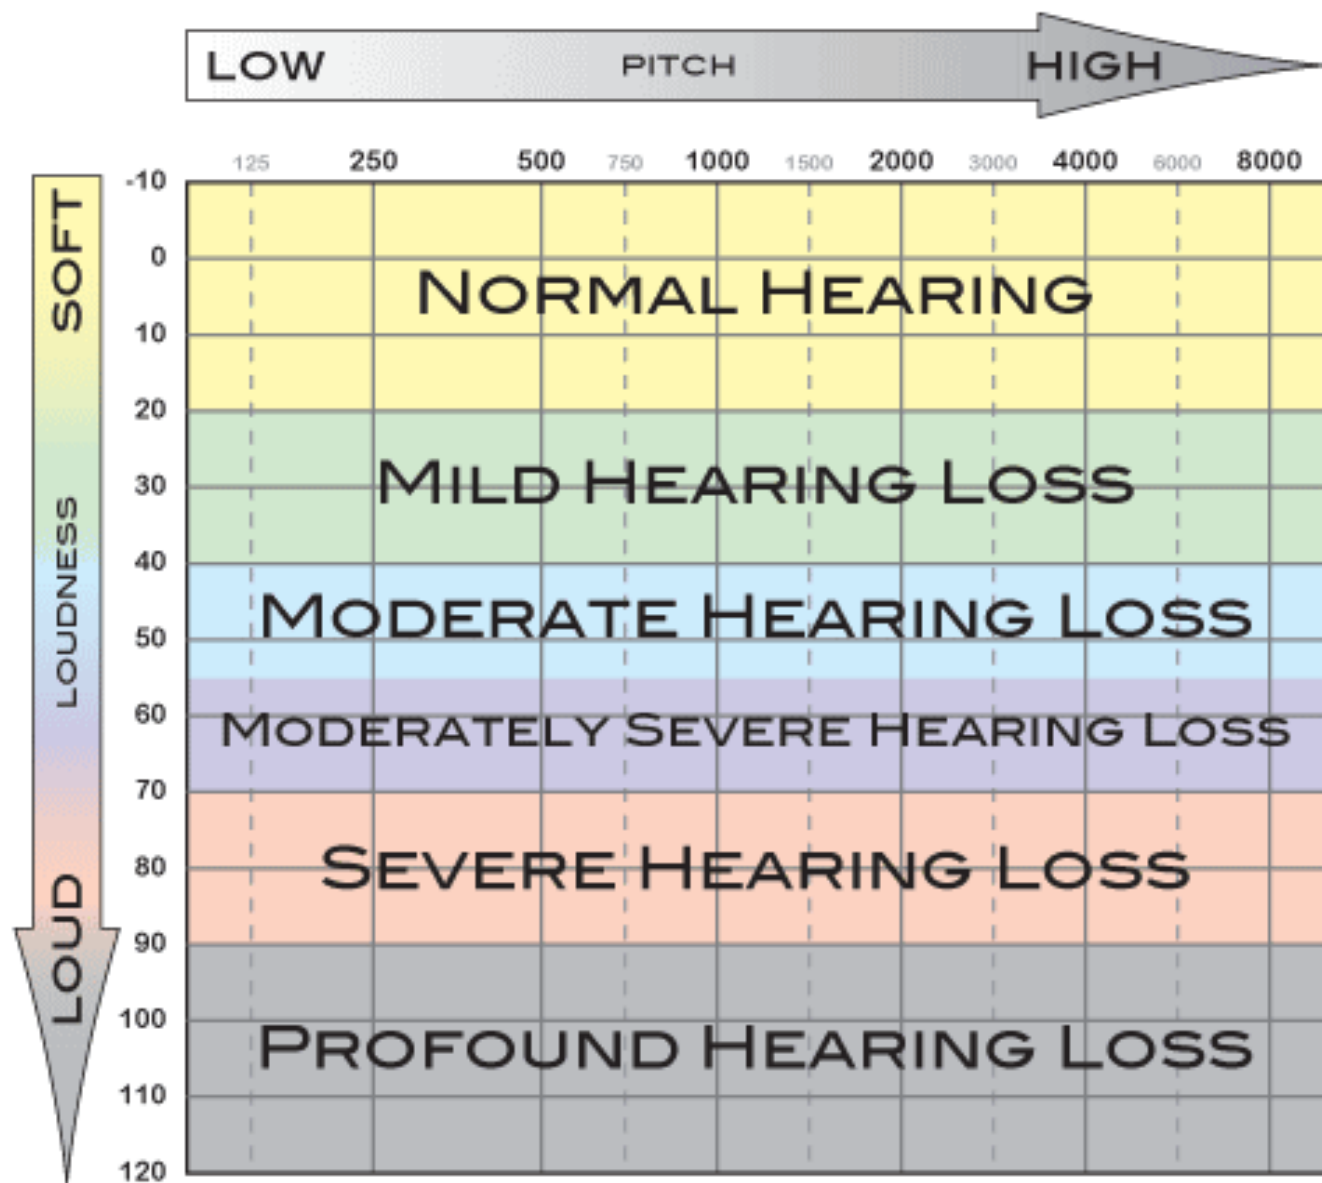 LOW PITCH HIGH
125 250 500 750 1000 1500 2000 3000 4000 6000 8000
SOFT
LOUDNESS
LOUD
-10
0
NORMAL HEARING
10
20
30
MILD HEARING LOSS
40
50
MODERATE HEARING LOSS
60
MODERATELY SEVERE HEARING LOSS
70
80
SEVERE HEARING LOSS
90
100
PROFOUND HEARING LOSS
110
120